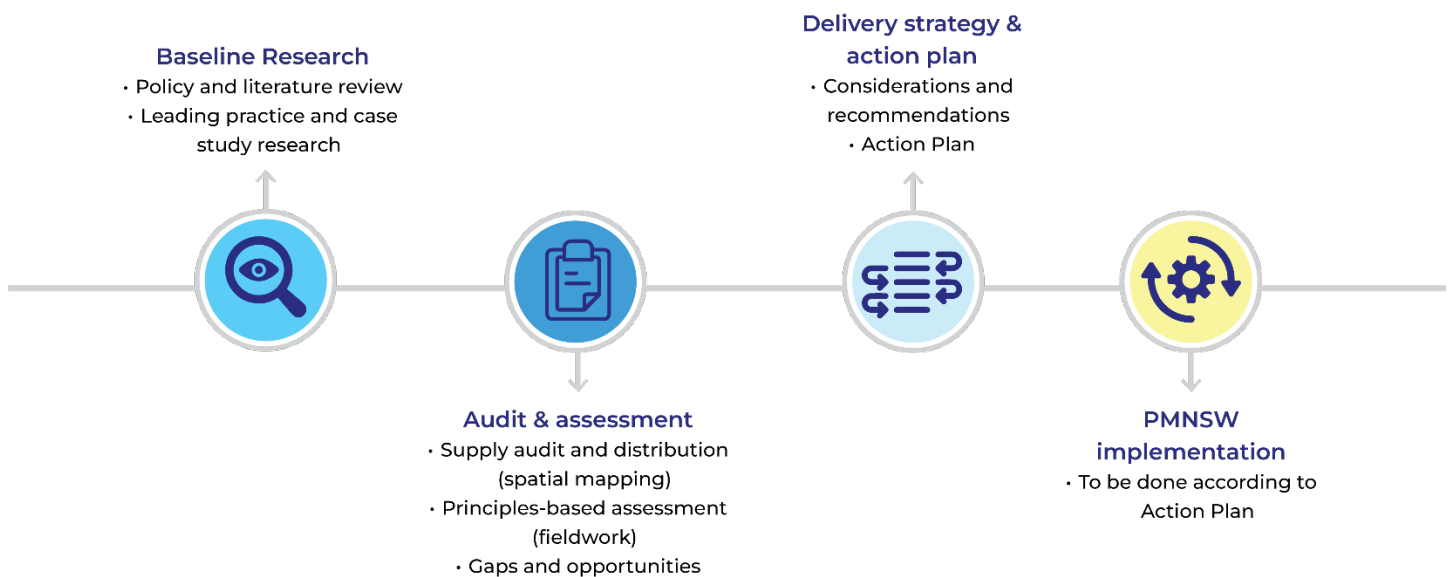 Baseline Research
• Policy and literature review
• Leading practice and case
study research
Audit & assessment
• Supply audit and distribution
(spatial mapping)
• Principles-based assessment
(fieldwork)
• Gaps and opportunities
Delivery strategy &
action plan
• Considerations and
recommendations
• Action Plan
PMNSW
implementation
• To be done according to
Action Plan